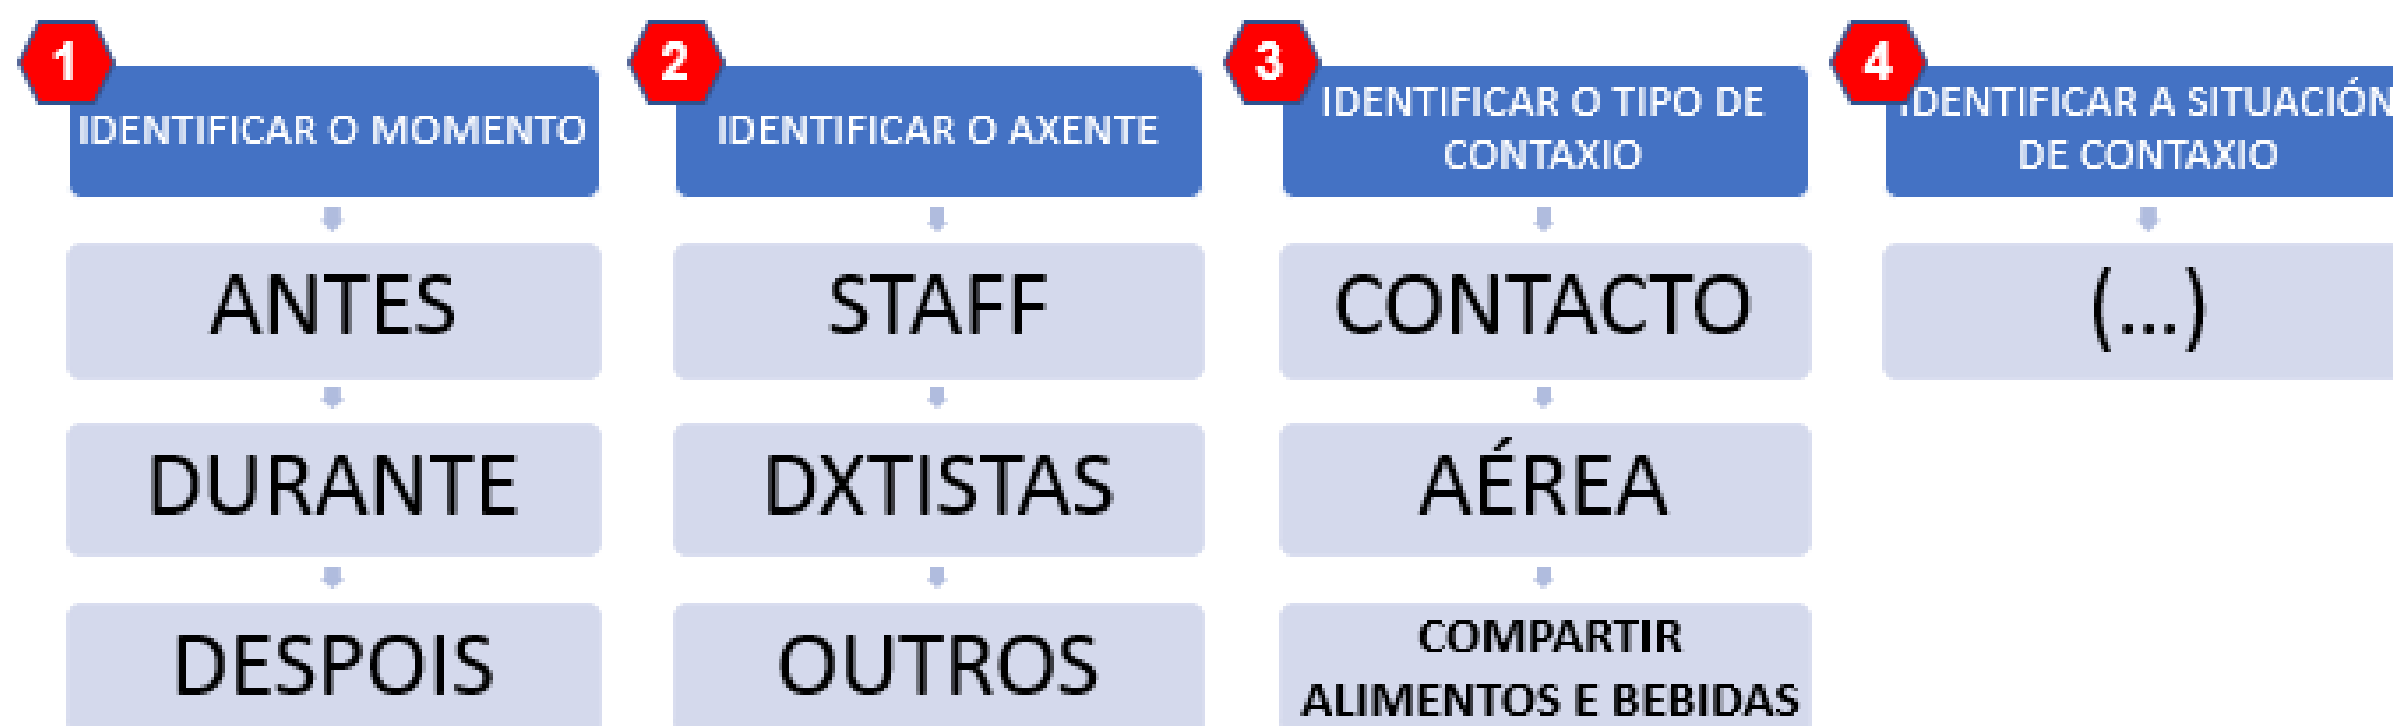 1
IDENTIFICAR O MOMENTO
ANTES
DURANTE
DESPOIS
2
IDENTIFICAR O AXENTE
STAFF
DXTISTAS
OUTROS
3
IDENTIFICAR O TIPO DE
CONTAXIO
CONTACTO
AÉREA
COMPARTIR
ALIMENTOS E BEBIDAS
4
IDENTIFICAR A SITUACIÓN
DE CONTAXIO
(...)